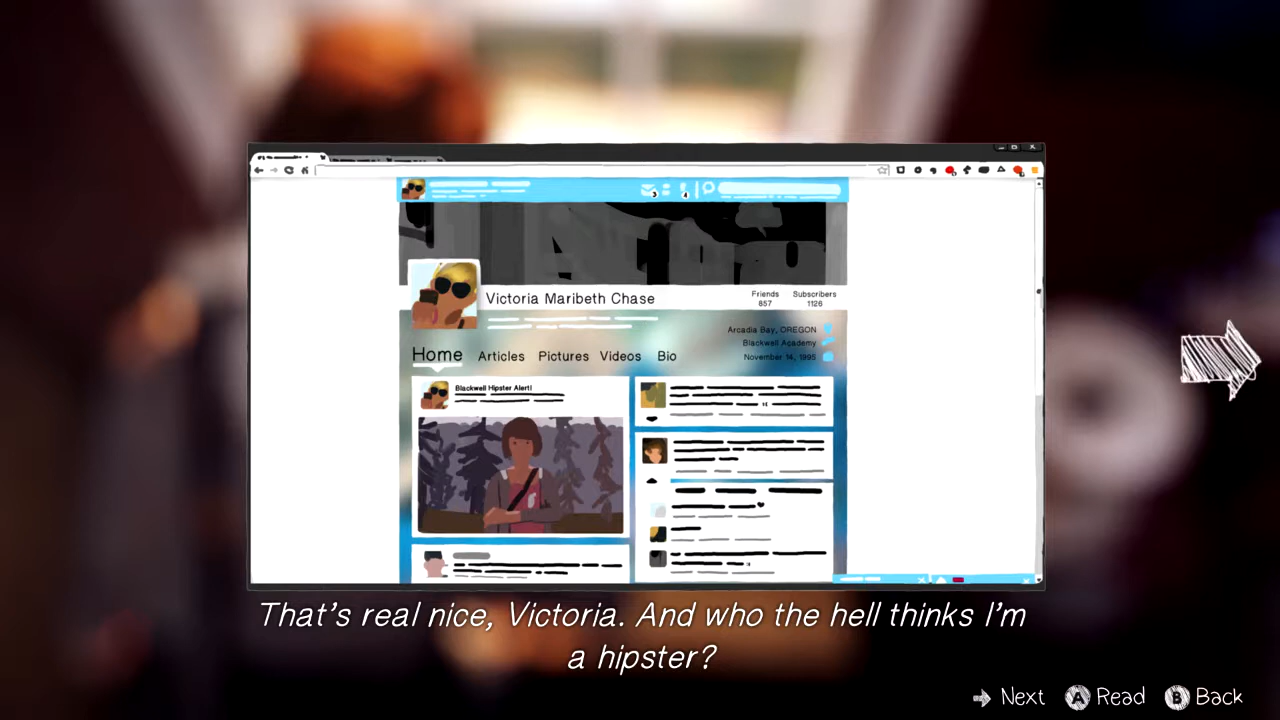 Victoria Maribeth Chase
Friends
857
Subscribers
1126
Arcadia Bay, OREGON
Blackwell Academy
November 14, 1995
Home Articles Pictures Videos Bio
Blackwell Hipster Alert!
That's real nice, Victoria. And who the hell thinks I'm
a hipster?
Next A Read B Back